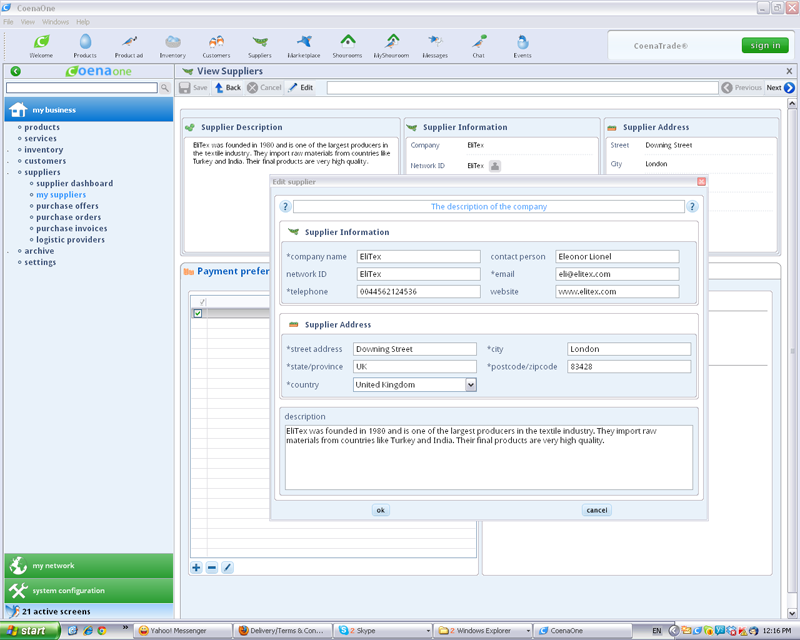 CoenaOne
File View Windows Help
Welcome Products Product ad Inventory Customers Suppliers Marketplace Showrooms MyShowroom Messages Chat Events
CoenaTrade®
sign in
Coenaone
View Suppliers
X
Save Back Cancel Edit
Previous Next
my business
products
services
inventory
customers
suppliers
supplier dashboard
my suppliers
purchase offers
purchase orders
purchase invoices
logistic providers
archive
settings
my network
system configuration
21 active screens
Supplier Description
EliTex was founded in 1980 and is one of the largest producers in
the textile industry. They import raw materials from countries like
Turkey and India. Their final products are very high quality.
Supplier Information
Company EliTex
Network ID EliTex
Supplier Address
Street Downing Street
City London
Payment prefer
Edit supplier
? The description of the company ?
Supplier Information
*company name EliTex contact person Eleonor Lionel
network ID EliTex *email eli@elitex.com
*telephone 0044562124536 website www.elitex.com
Supplier Address
*street address Downing Street *city London
*state/province UK *postcode/zipcode 83428
*country United Kingdom
description
EliTex was founded in 1980 and is one of the largest producers in the textile industry. They import raw
materials from countries like Turkey and India. Their final products are very high quality.
ok cancel
start » Yahoo! Messenger Delivery/Terms & Con... 2 Skype 2 Windows Explorer CoenaOne EN 12:16 PM